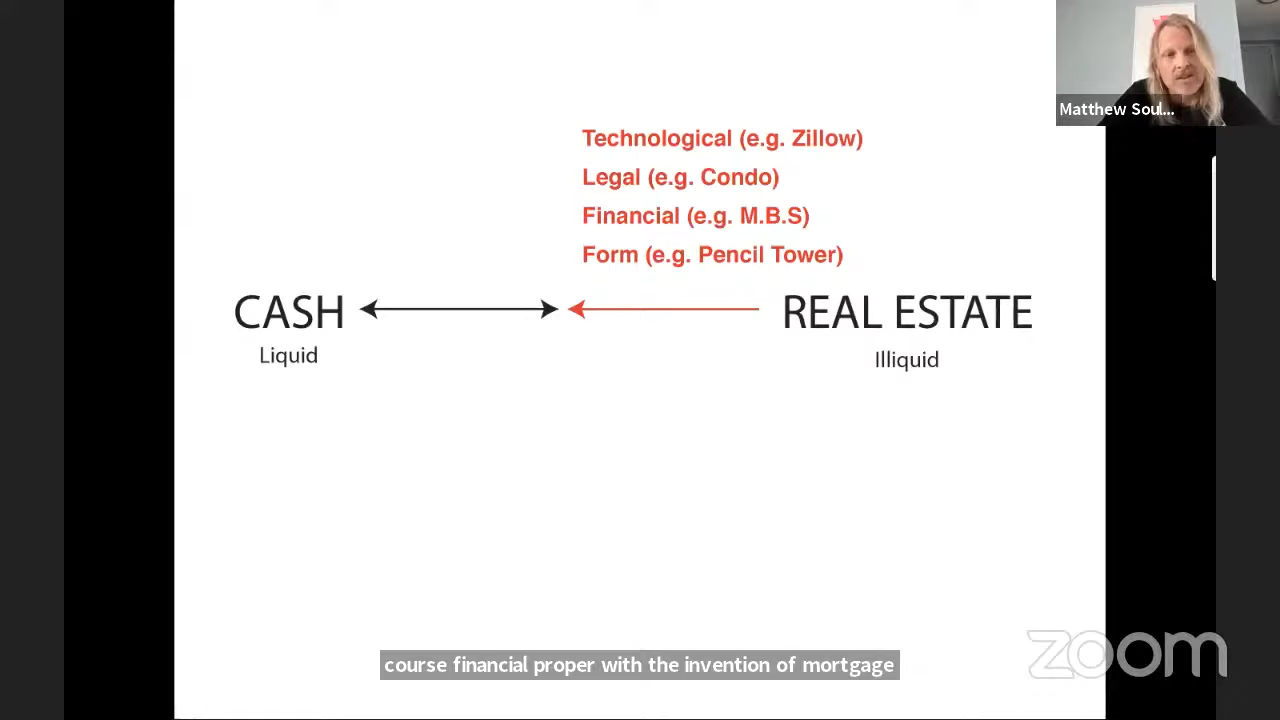 Matthew Soul...
Technological (e.g. Zillow)
Legal (e.g. Condo)
Financial (e.g. M.B.S)
Form (e.g. Pencil Tower)
CASH
Liquid
REAL ESTATE
Illiquid
course financial proper with the invention of mortgage
zoom